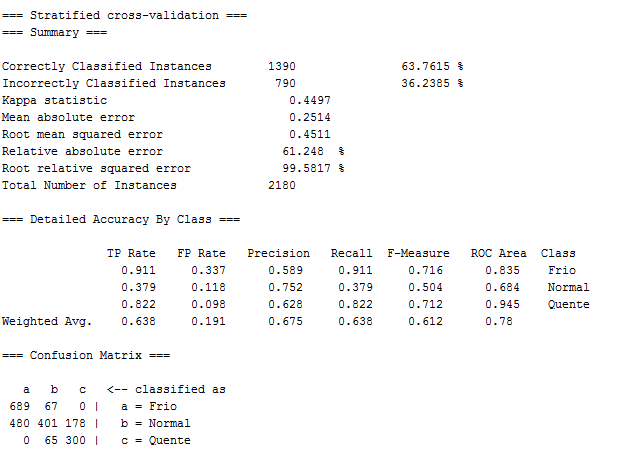 === Stratified cross-validation ===
=== Summary ===
Correctly Classified Instances 1390 63.7615 %
Incorrectly Classified Instances 790 36.2385 %
Kappa statistic 0.4497
Mean absolute error 0.2514
Root mean squared error 0.4511
Relative absolute error 61.248 %
Root relative squared error 99.5817 %
Total Number of Instances 2180
=== Detailed Accuracy By Class ===
TP Rate FP Rate Precision Recall F-Measure ROC Area Class
0.911 0.337 0.589 0.911 0.716 0.835 Frio
0.379 0.118 0.752 0.379 0.504 0.684 Normal
0.822 0.098 0.628 0.822 0.712 0.945 Quente
Weighted Avg. 0.638 0.191 0.675 0.638 0.612 0.78
=== Confusion Matrix ===
a b c <-- classified as
689 67 0 | a = Frio
480 401 178 | b = Normal
0 65 300 | c = Quente